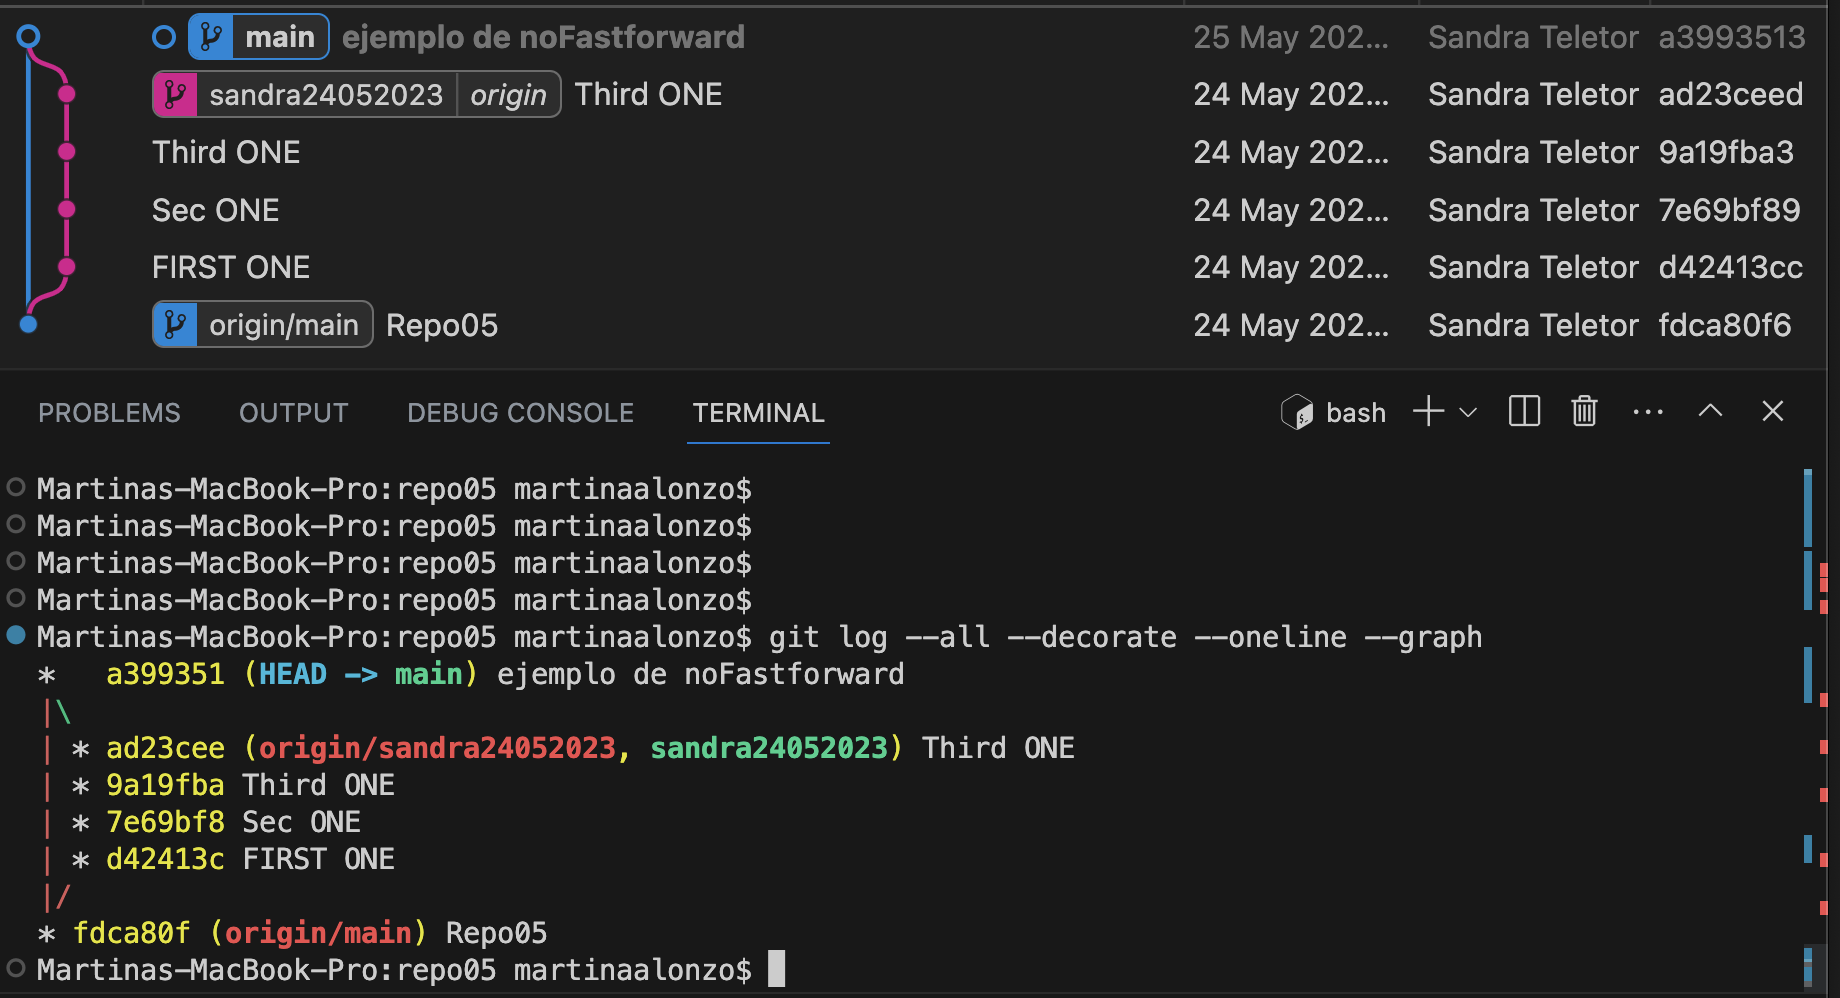 main ejemplo de noFastforward 25 May 202... Sandra Teletor a3993513
sandra24052023 origin Third ONE 24 May 202... Sandra Teletor ad23ceed
Third ONE 24 May 202... Sandra Teletor 9a19fba3
Sec ONE 24 May 202... Sandra Teletor 7e69bf89
FIRST ONE 24 May 202... Sandra Teletor d42413cc
origin/main Repo05 24 May 202... Sandra Teletor fdca80f6
PROBLEMS OUTPUT DEBUG CONSOLE TERMINAL bash
Martinas-MacBook-Pro:repo05 martinaalonzo$
Martinas-MacBook-Pro:repo05 martinaalonzo$
Martinas-MacBook-Pro:repo05 martinaalonzo$
Martinas-MacBook-Pro:repo05 martinaalonzo$
Martinas-MacBook-Pro:repo05 martinaalonzo$ git log --all --decorate --oneline --graph
*   a399351 (HEAD -> main) ejemplo de noFastforward
|\
| * ad23cee (origin/sandra24052023, sandra24052023) Third ONE
| * 9a19fba Third ONE
| * 7e69bf8 Sec ONE
| * d42413c FIRST ONE
|/
* fdca80f (origin/main) Repo05
Martinas-MacBook-Pro:repo05 martinaalonzo$